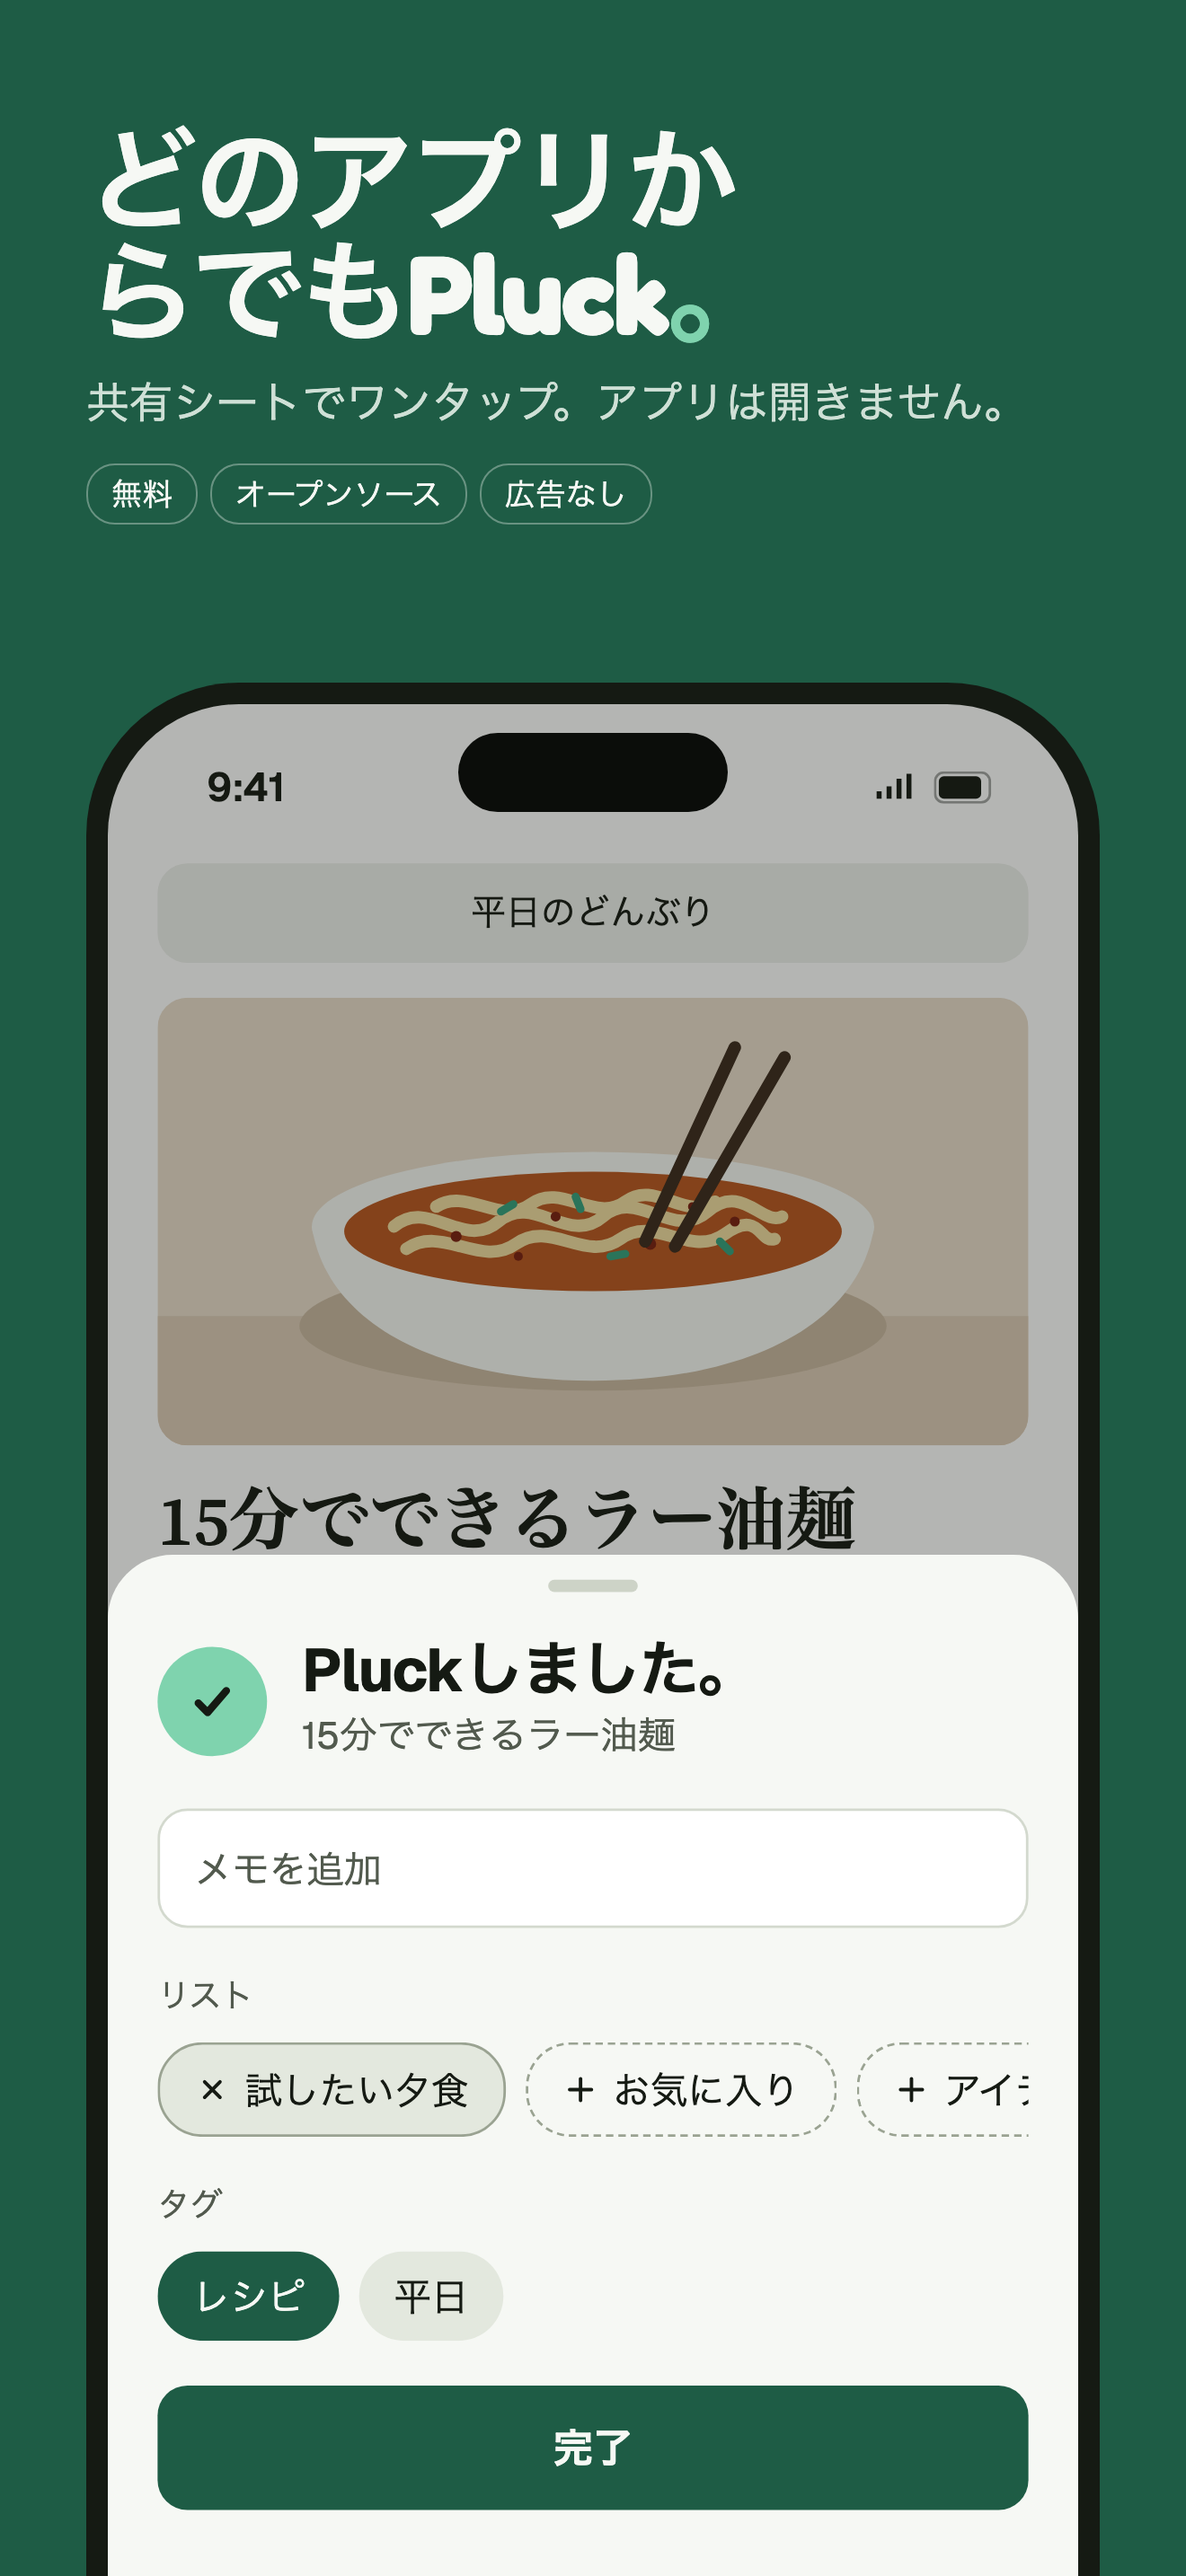 どのアプリか
らでもPluck。
共有シートでワンタップ。アプリは開きません。
無料 オープンソース 広告なし
9:41
平日のどんぶり
15分でできるラー油麺
Pluckしました。
15分でできるラー油麺
メモを追加
リスト
× 試したい夕食 + お気に入り + アイ
タグ
レシピ 平日
完了